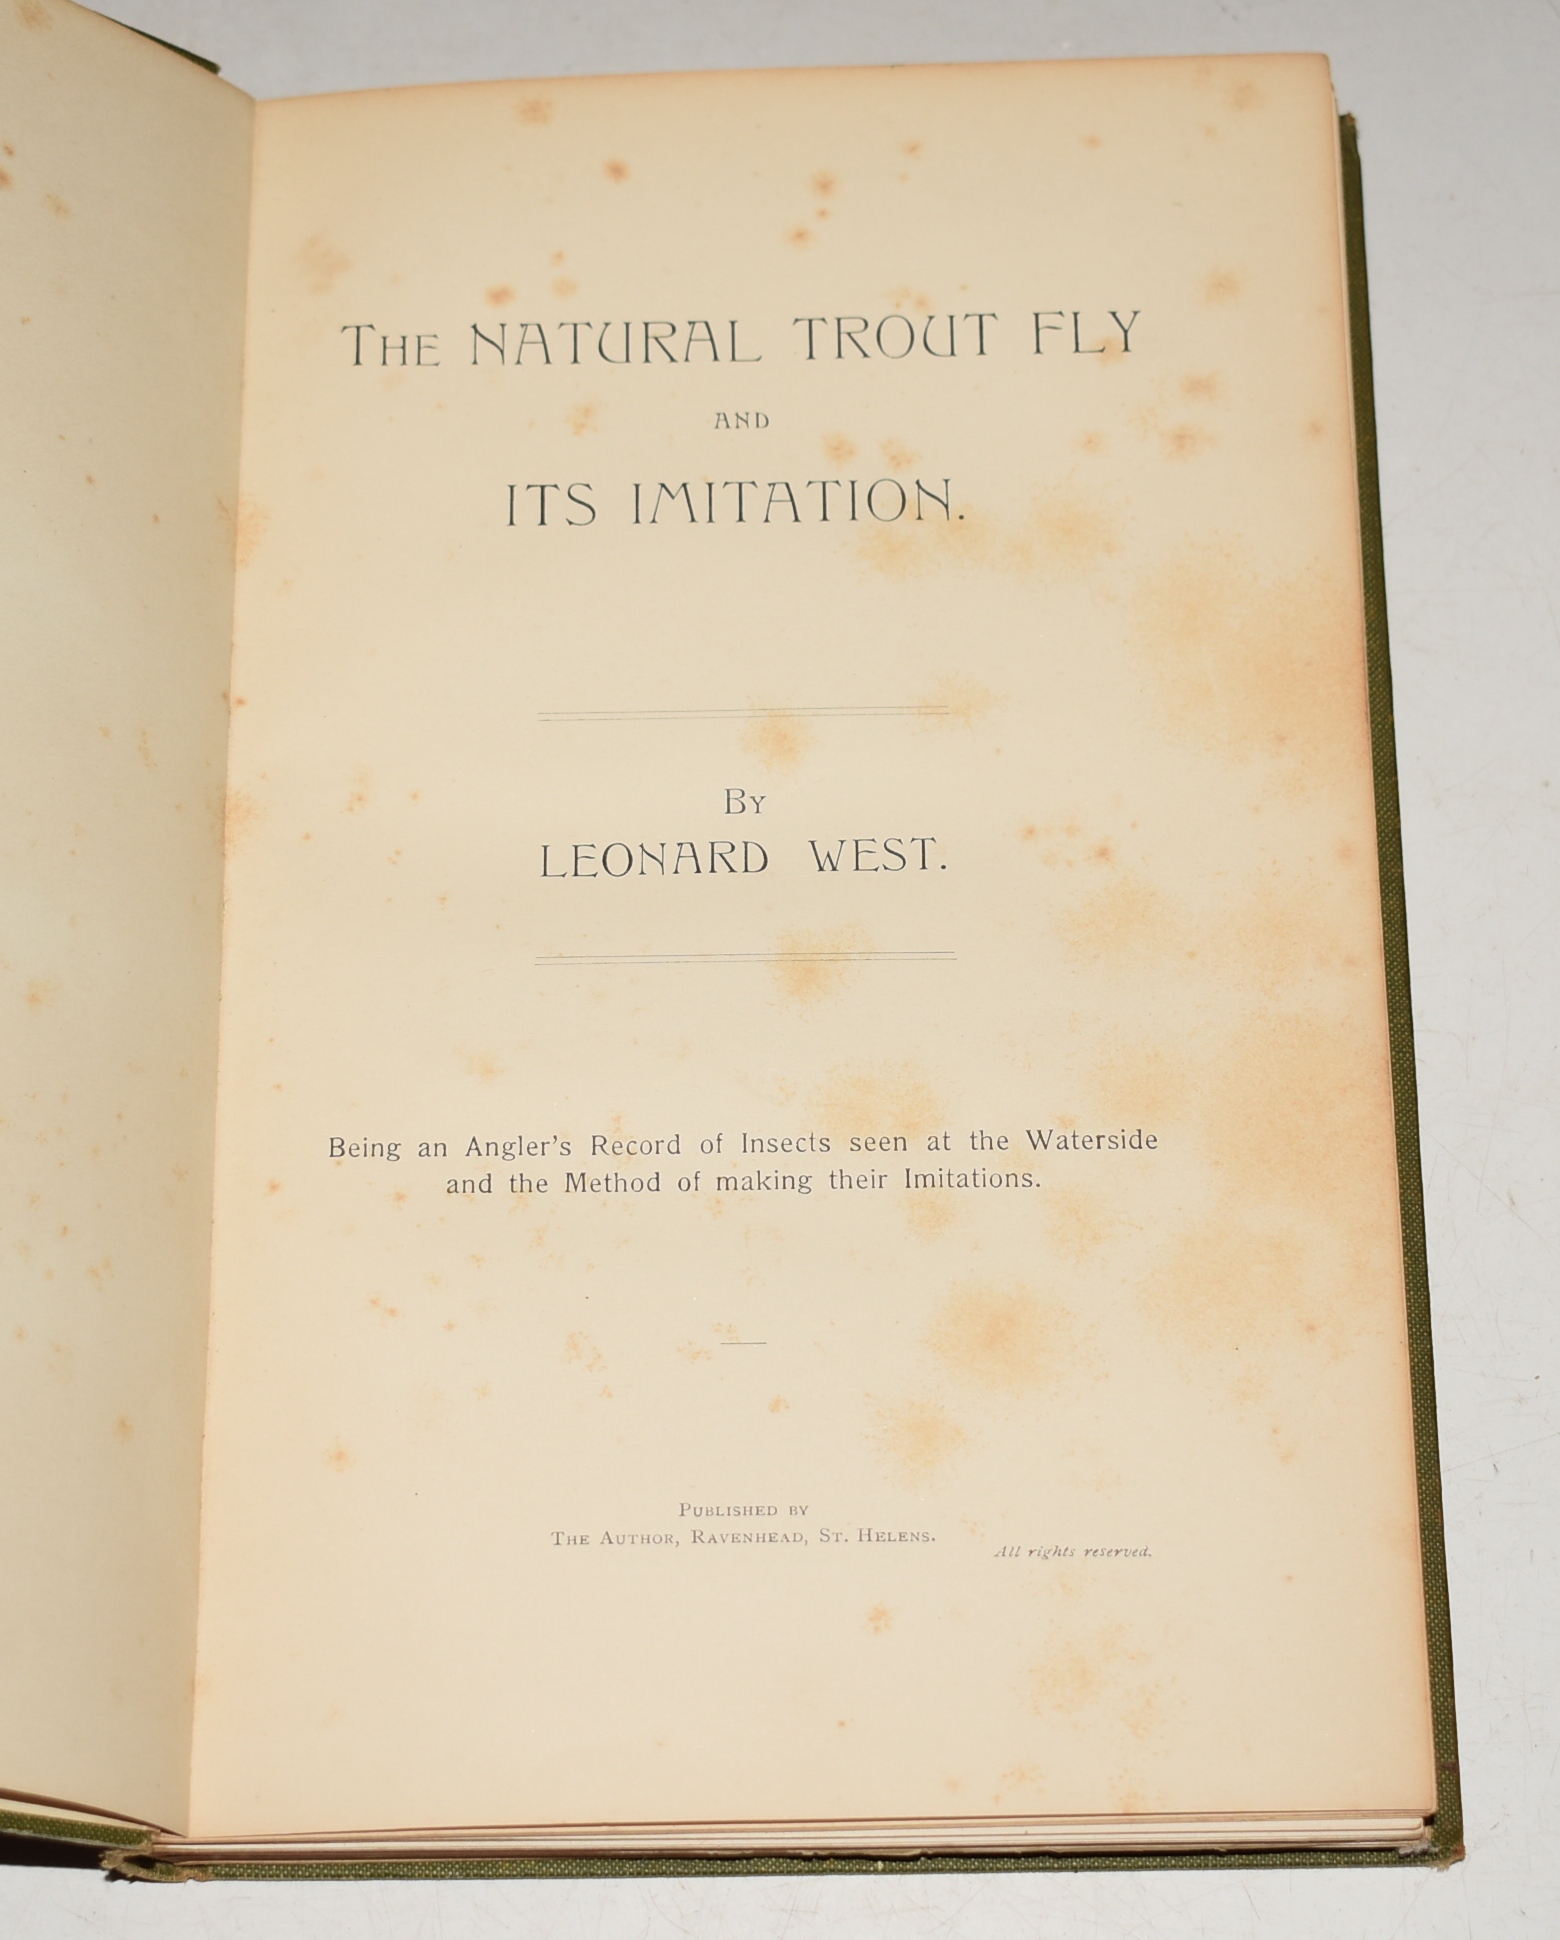 THE NATURAL TROUT FLY
AND
ITS IMITATION.
BY
LEONARD WEST.
Being an Angler's Record of Insects seen at the Waterside
and the Method of making their Imitations.
PUBLISHED BY
THE AUTHOR, RAVENHEAD, ST. HELENS.
All rights reserved.